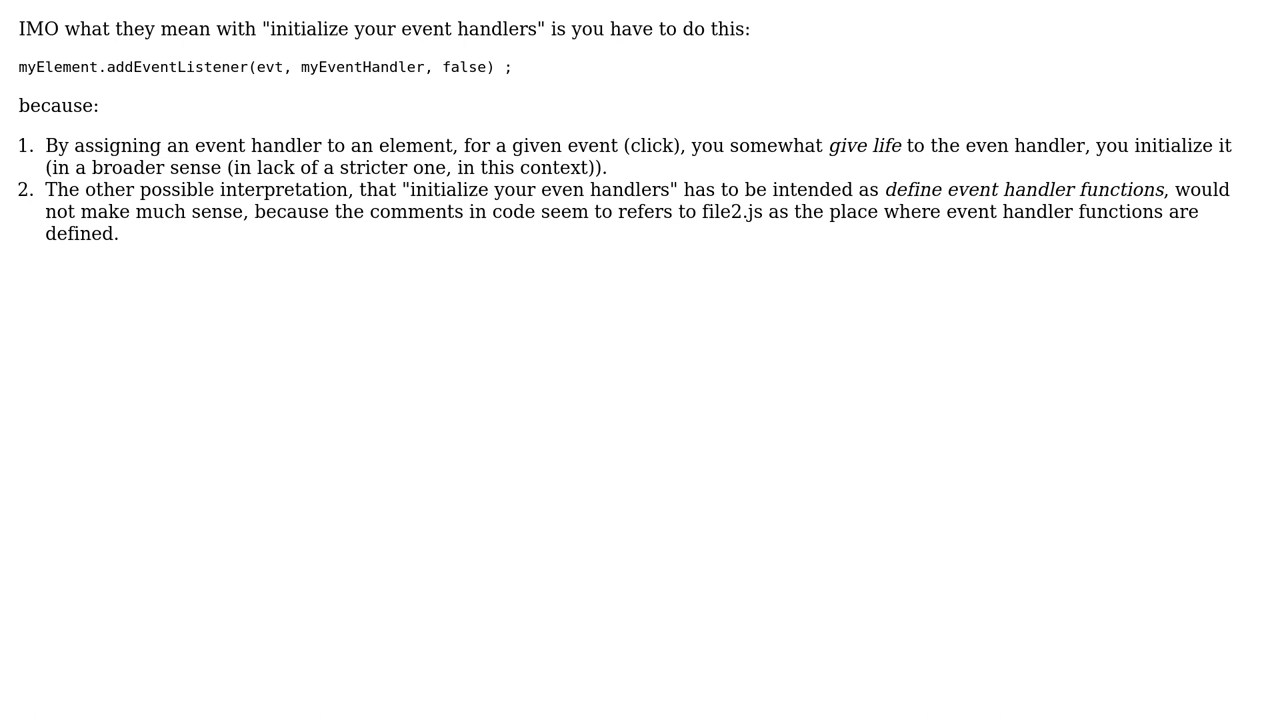 IMO what they mean with "initialize your event handlers" is you have to do this:
myElement.addEventListener(evt, myEventHandler, false) ;
because:
1. By assigning an event handler to an element, for a given event (click), you somewhat give life to the even handler, you initialize it
(in a broader sense (in lack of a stricter one, in this context)).
2. The other possible interpretation, that "initialize your even handlers" has to be intended as define event handler functions, would
not make much sense, because the comments in code seem to refers to file2.js as the place where event handler functions are
defined.